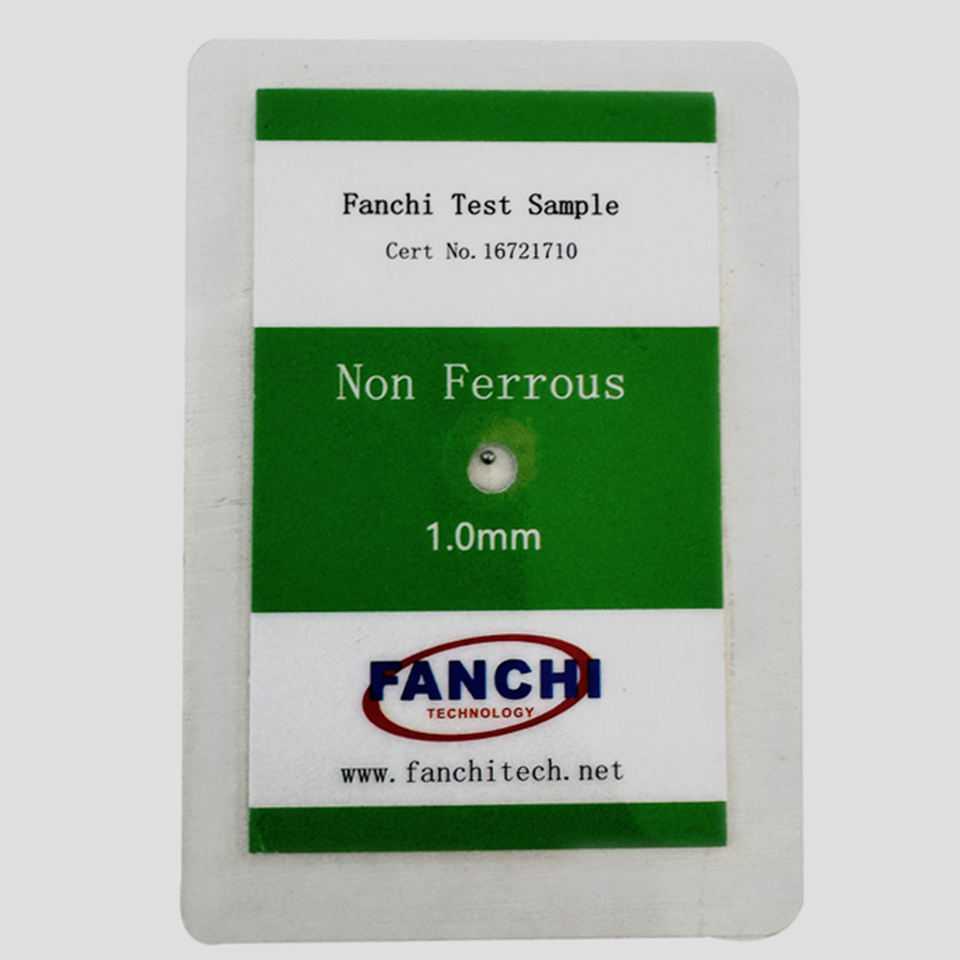 Fanchi Test Sample
Cert No.16721710
Non Ferrous
1.0mm
FANCHI
TECHNOLOGY
www.fanchitech.net